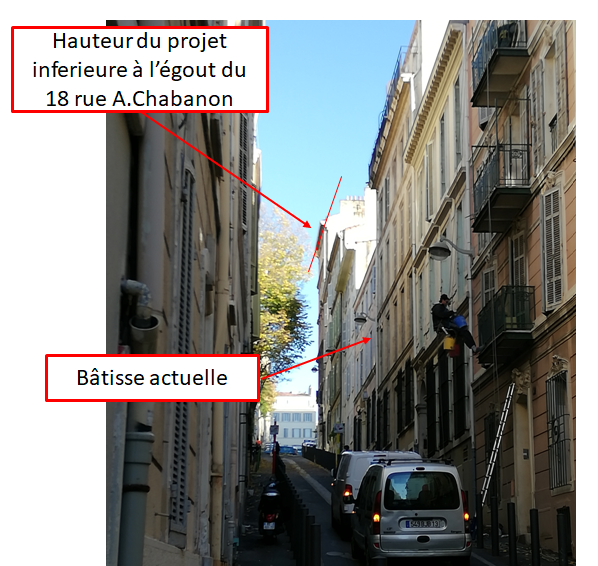 Hauteur du projet
inferieure à l'égout du
18 rue A.Chabanon
Bâtisse actuelle